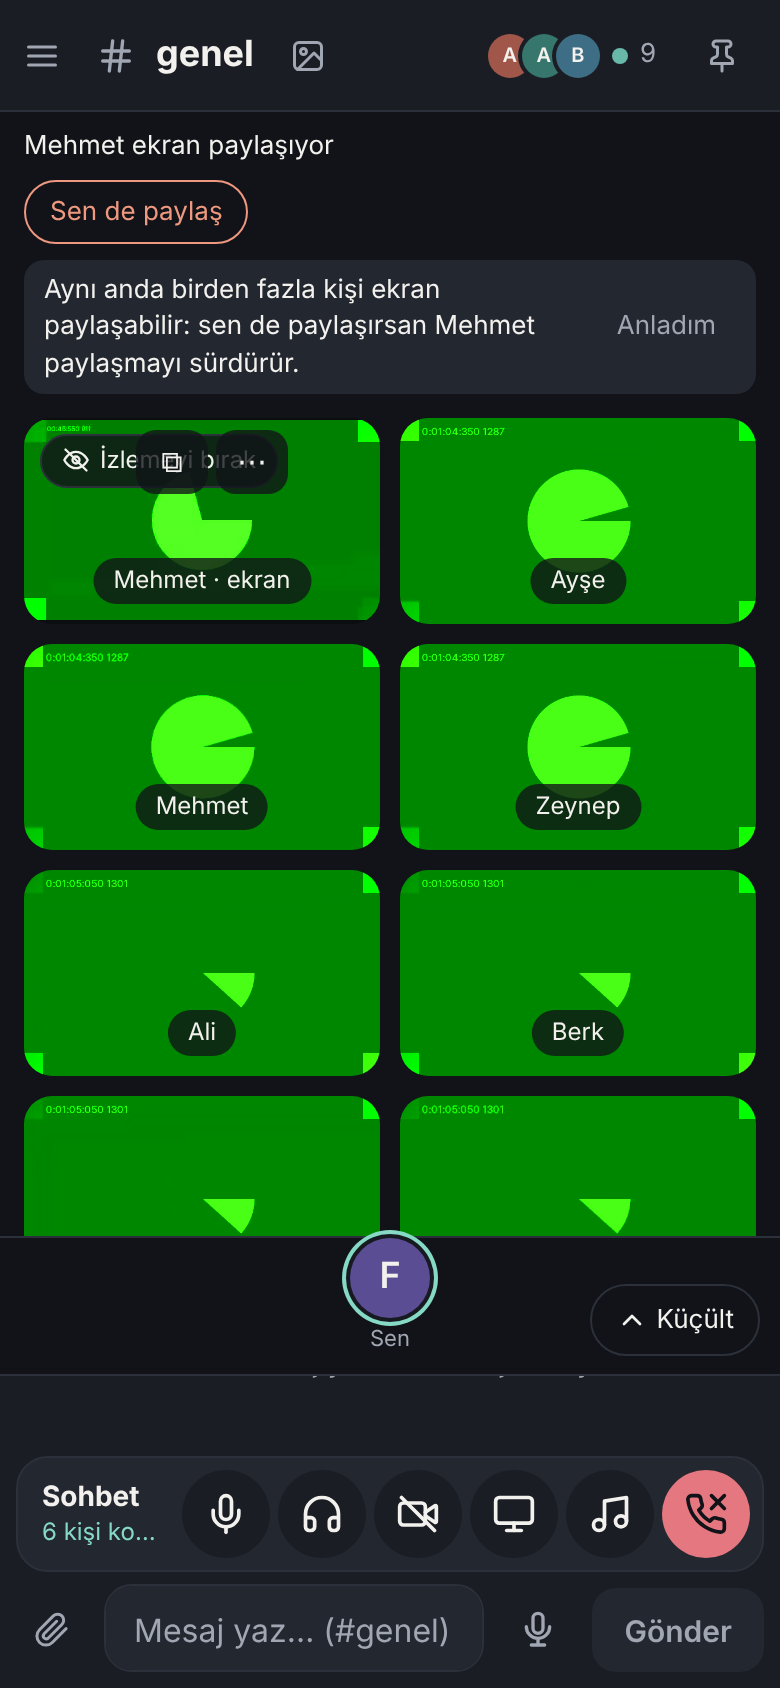 # genel
A A B 9
Mehmet ekran paylaşıyor
Sen de paylaş
Aynı anda birden fazla kişi ekran
paylaşabilir: sen de paylaşırsan Mehmet
paylaşmayı sürdürür.
Anladım
İzlemeyi bırak
...
Mehmet · ekran
0:01:04:350 1287
Ayşe
0:01:04:350 1287
Mehmet
0:01:04:350 1287
Zeynep
0:01:05:050 1301
Ali
0:01:05:050 1301
Berk
0:01:05:050 1301
0:01:05:050 1301
F
Sen
Küçült
Sohbet
6 kişi ko...
Mesaj yaz... (#genel)
Gönder